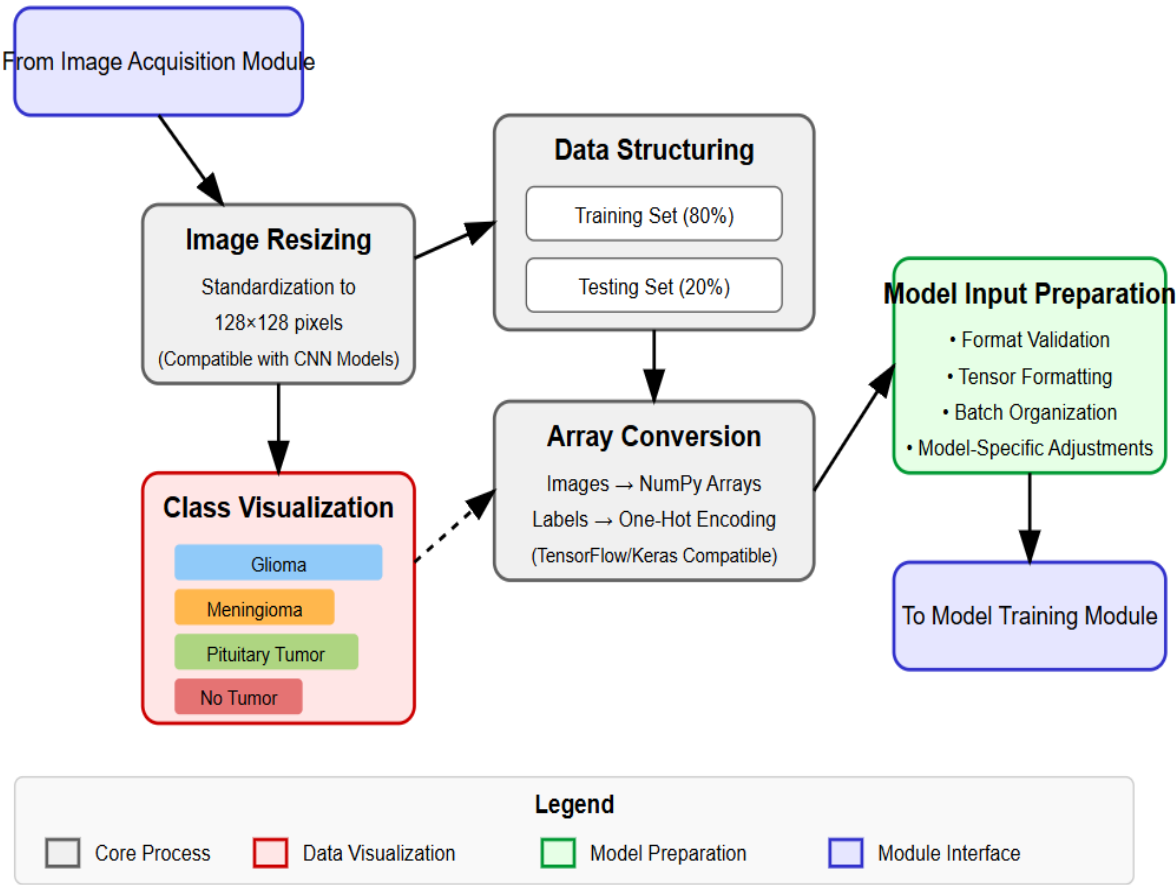 From Image Acquisition Module
Image Resizing
Standardization to
128×128 pixels
(Compatible with CNN Models)
Data Structuring
Training Set (80%)
Testing Set (20%)
Class Visualization
Glioma
Meningioma
Pituitary Tumor
No Tumor
Array Conversion
Images → NumPy Arrays
Labels → One-Hot Encoding
(TensorFlow/Keras Compatible)
Model Input Preparation
• Format Validation
• Tensor Formatting
• Batch Organization
• Model-Specific Adjustments
To Model Training Module
Legend
Core Process
Data Visualization
Model Preparation
Module Interface